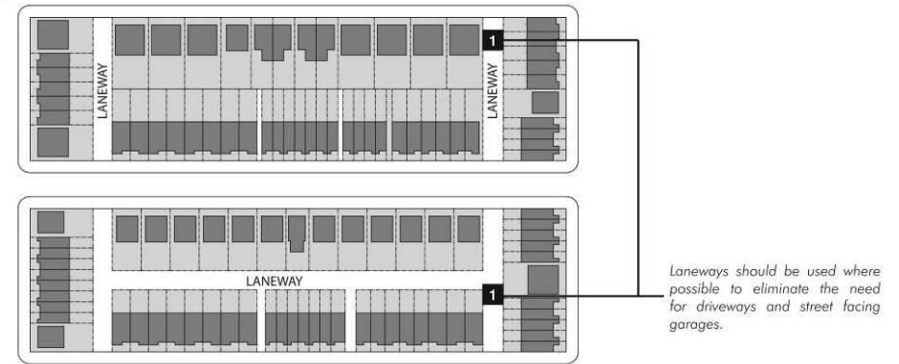 LANEWAY
1
LANEWAY
LANEWAY
1
Laneways should be used where
possible to eliminate the need
for driveways and street facing
garages.